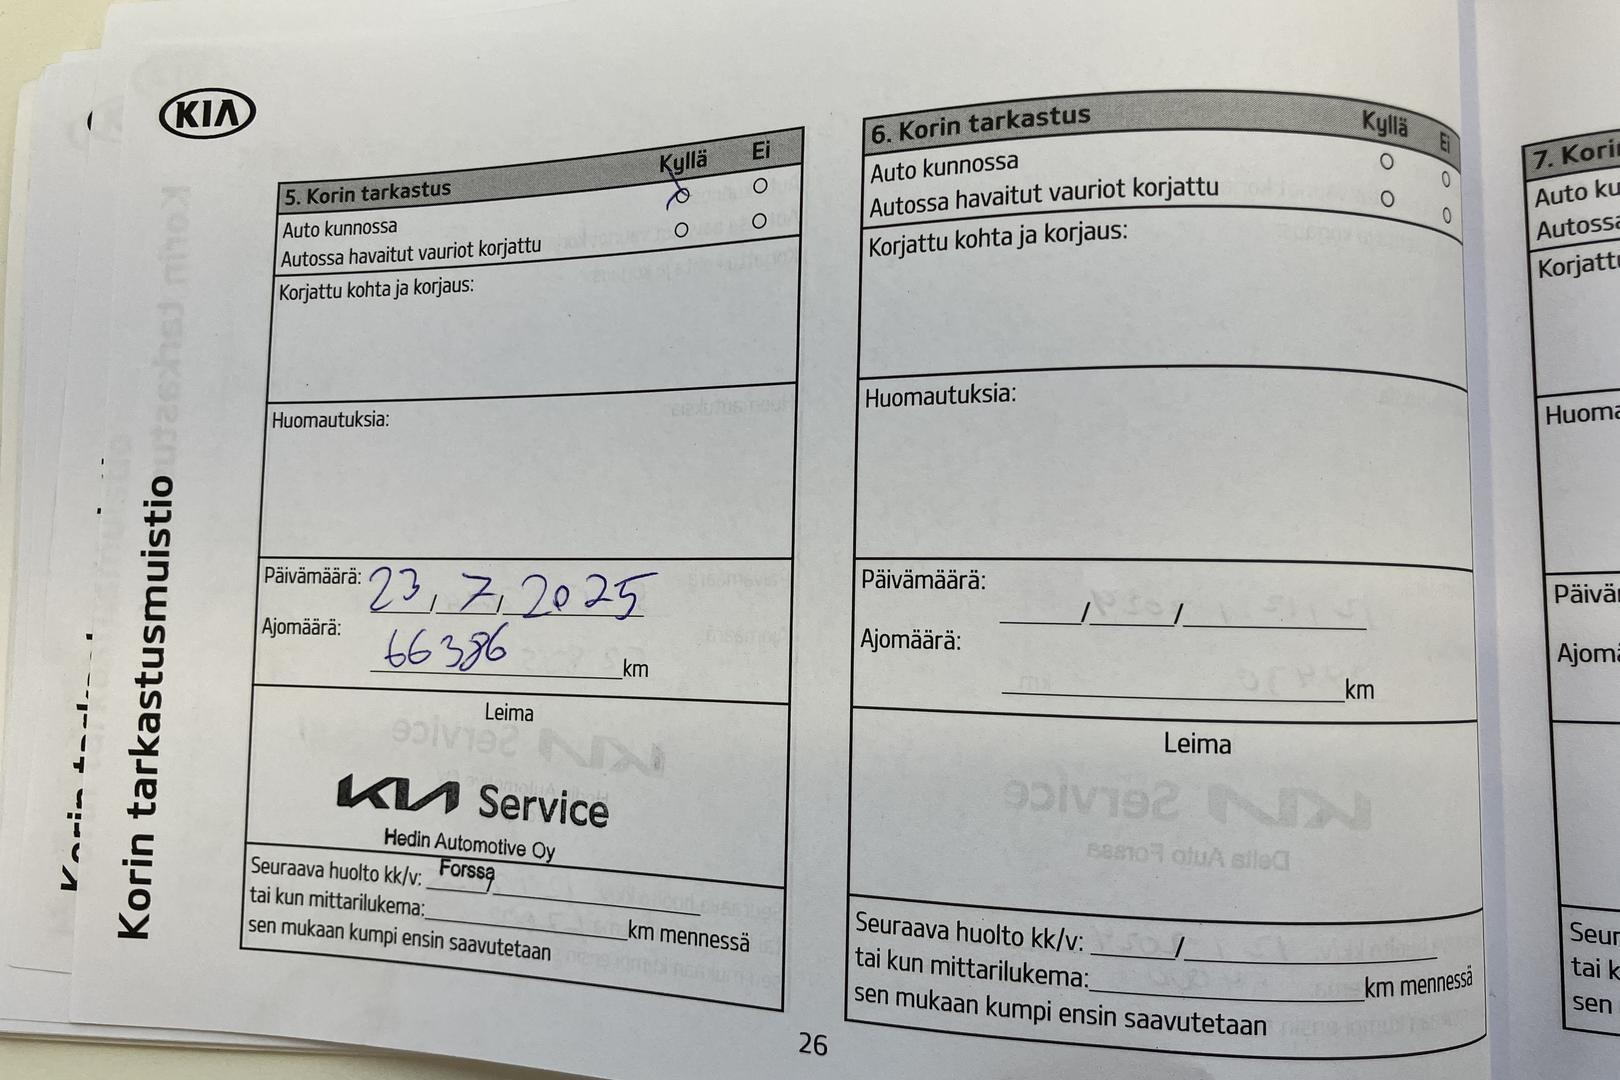 KIA
Korin tarkastusmuistio
5. Korin tarkastus Kyllä Ei
Auto kunnossa
Autossa havaitut vauriot korjattu
Korjattu kohta ja korjaus:
Huomautuksia:
Päivämäärä: 23, 7, 2025
Ajomäärä: 66386 km
Leima
KIA Service
Hedin Automotive Oy
Forssa
Seuraava huolto kk/v: /
tai kun mittarilukema: km mennessä
sen mukaan kumpi ensin saavutetaan
6. Korin tarkastus Kyllä Ei
Auto kunnossa
Autossa havaitut vauriot korjattu
Korjattu kohta ja korjaus:
Huomautuksia:
Päivämäärä: / /
Ajomäärä: km
Leima
Seuraava huolto kk/v: /
tai kun mittarilukema: km mennessä
sen mukaan kumpi ensin saavutetaan
26
7. Kori
Auto ku
Autossa
Korjattu
Huoma
Päivä
Ajomä
Seur
tai k
sen